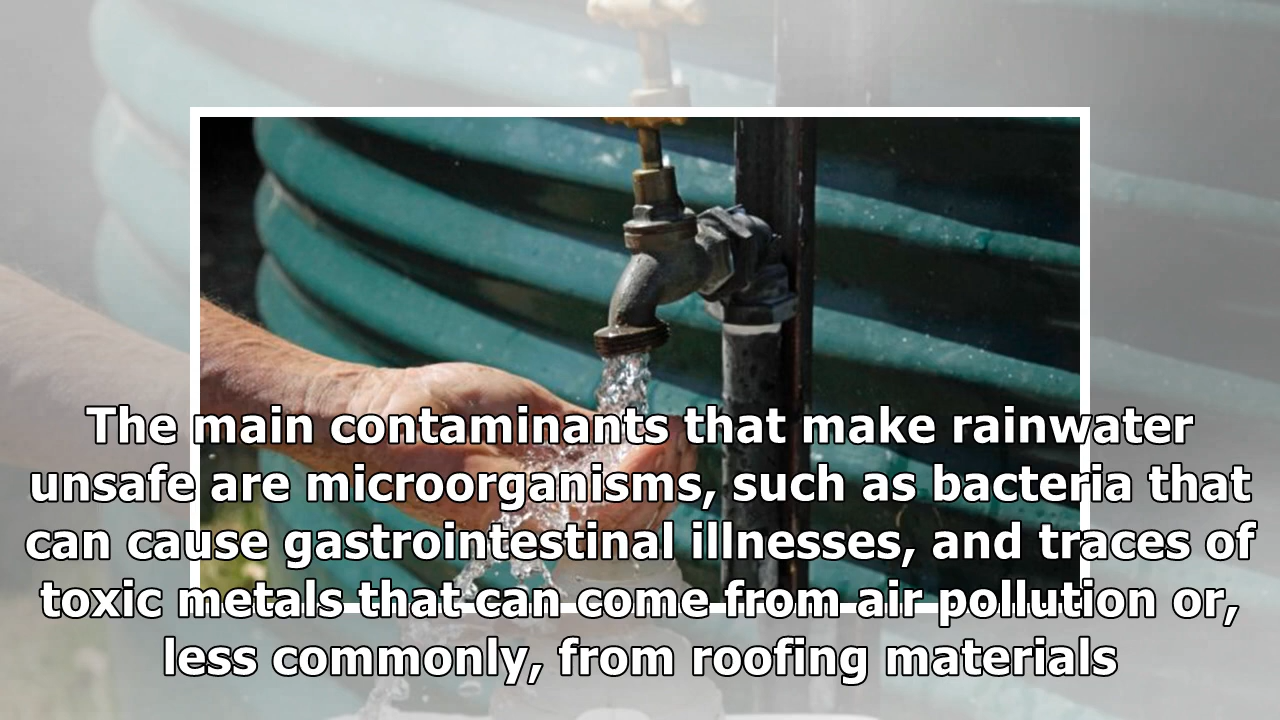 The main contaminants that make rainwater
unsafe are microorganisms, such as bacteria that
can cause gastrointestinal illnesses, and traces of
toxic metals that can come from air pollution or,
less commonly, from roofing materials